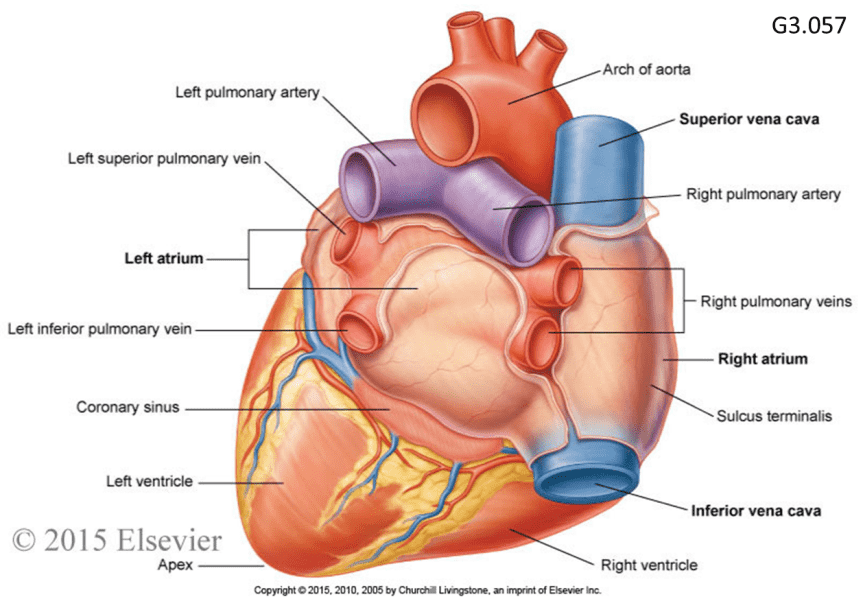 G3.057
Arch of aorta
Left pulmonary artery
Superior vena cava
Left superior pulmonary vein
Right pulmonary artery
Left atrium
Right pulmonary veins
Left inferior pulmonary vein
Right atrium
Coronary sinus
Sulcus terminalis
Left ventricle
Inferior vena cava
© 2015 Elsevier
Apex
Right ventricle
Copyright © 2015, 2010, 2005 by Churchill Livingstone, an imprint of Elsevier Inc.